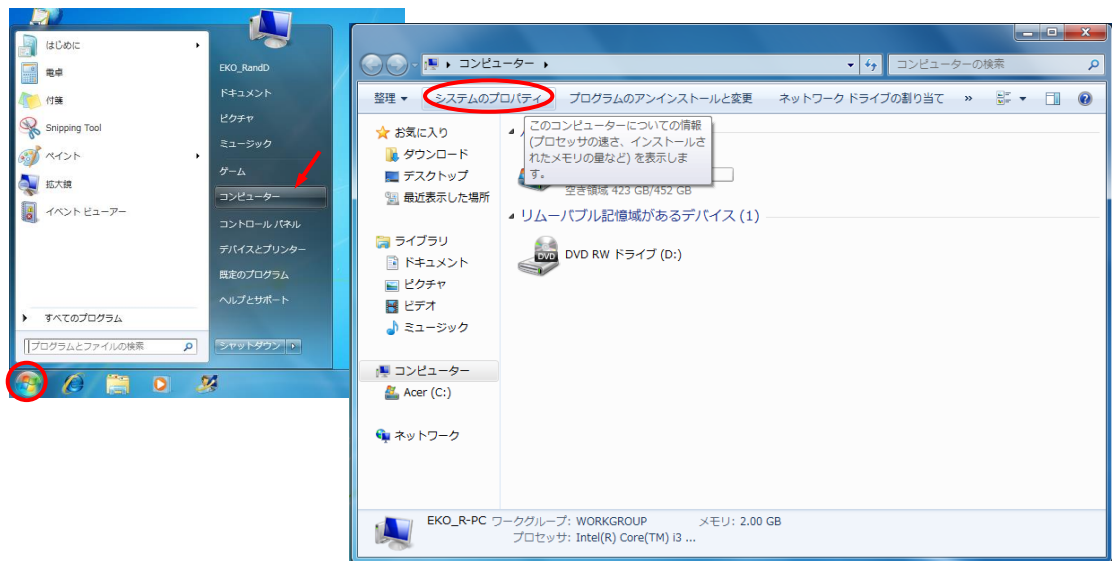 はじめに
電卓
付箋
Snipping Tool
ペイント
拡大鏡
イベント ビューアー
すべてのプログラム
プログラムとファイルの検索
EKO_RandD
ドキュメント
ピクチャ
ミュージック
ゲーム
コンピューター
コントロール パネル
デバイスとプリンター
既定のプログラム
ヘルプとサポート
シャットダウン
コンピューター
コンピューターの検索
整理 システムのプロパティ プログラムのアンインストールと変更 ネットワーク ドライブの割り当て »
お気に入り
ダウンロード
デスクトップ
最近表示した場所
ライブラリ
ドキュメント
ピクチャ
ビデオ
ミュージック
コンピューター
Acer (C:)
ネットワーク
このコンピューターについての情報
(プロセッサの速さ、インストールさ
れたメモリの量など) を表示しま
す。
空き領域 423 GB/452 GB
リムーバブル記憶域があるデバイス (1)
DVD
DVD RW ドライブ (D:)
EKO_R-PC ワークグループ: WORKGROUP メモリ: 2.00 GB
プロセッサ: Intel(R) Core(TM) i3 ...